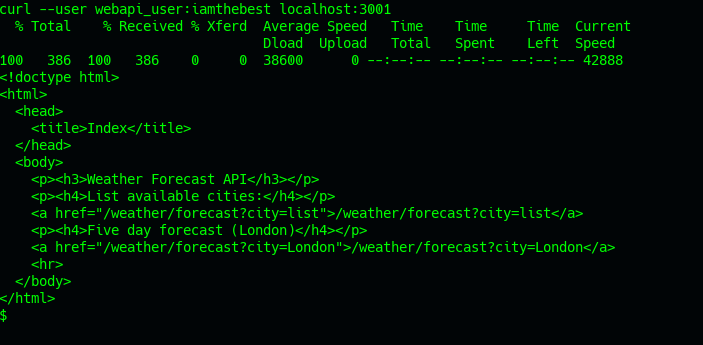 curl --user webapi_user:iamthebest localhost:3001
  % Total    % Received % Xferd  Average Speed   Time    Time     Time  Current
                                 Dload  Upload   Total   Spent    Left  Speed
100   386  100   386    0     0  38600      0 --:--:-- --:--:-- --:--:-- 42888
<!doctype html>
<html>
  <head>
    <title>Index</title>
  </head>
  <body>
    <p><h3>Weather Forecast API</h3></p>
    <p><h4>List available cities:</h4></p>
    <a href="/weather/forecast?city=list">/weather/forecast?city=list</a>
    <p><h4>Five day forecast (London)</h4></p>
    <a href="/weather/forecast?city=London">/weather/forecast?city=London</a>
    <hr>
  </body>
</html>
$